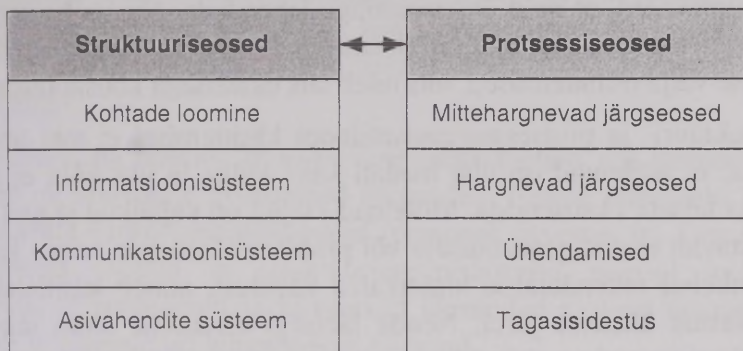 Struktuuriseosed
Kohtade loomine
Informatsioonisüsteem
Kommunikatsioonisüsteem
Asivahendite süsteem
Protsessiseosed
Mittehargnevad järgseosed
Hargnevad järgseosed
Ühendamised
Tagasisidestus